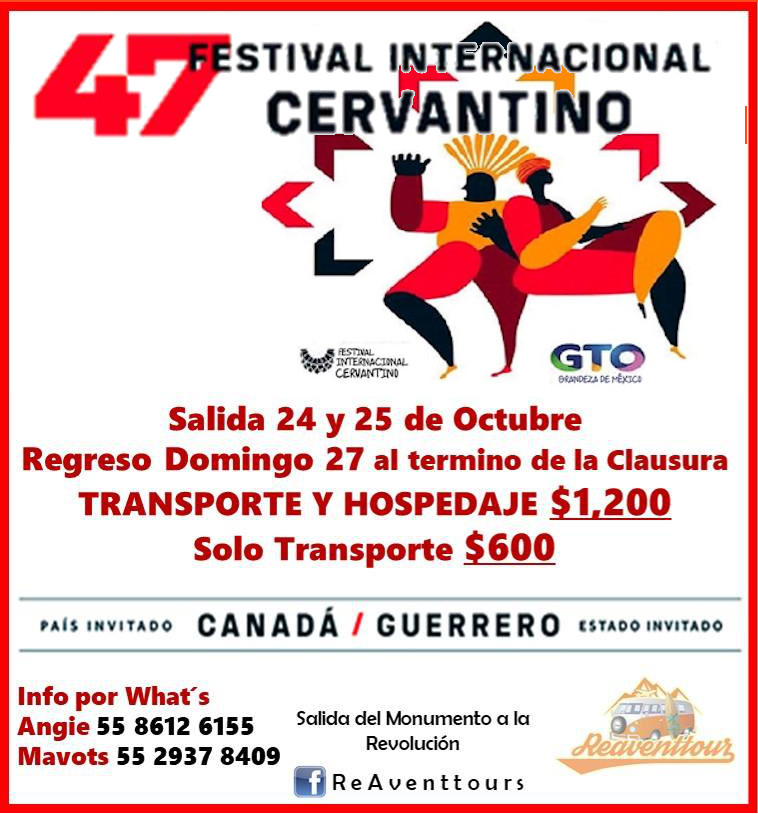 47 FESTIVAL INTERNACIONAL
CERVANTINO
FESTIVAL
INTERNACIONAL
CERVANTINO
GTO
GRANDEZA DE MÉXICO
Salida 24 y 25 de Octubre
Regreso Domingo 27 al termino de la Clausura
TRANSPORTE Y HOSPEDAJE $1,200
Solo Transporte $600
PAÍS INVITADO CANADÁ / GUERRERO ESTADO INVITADO
Info por What´s
Angie 55 8612 6155
Mavots 55 2937 8409
Salida del Monumento a la
Revolución
f ReAventtours
Reaventtour